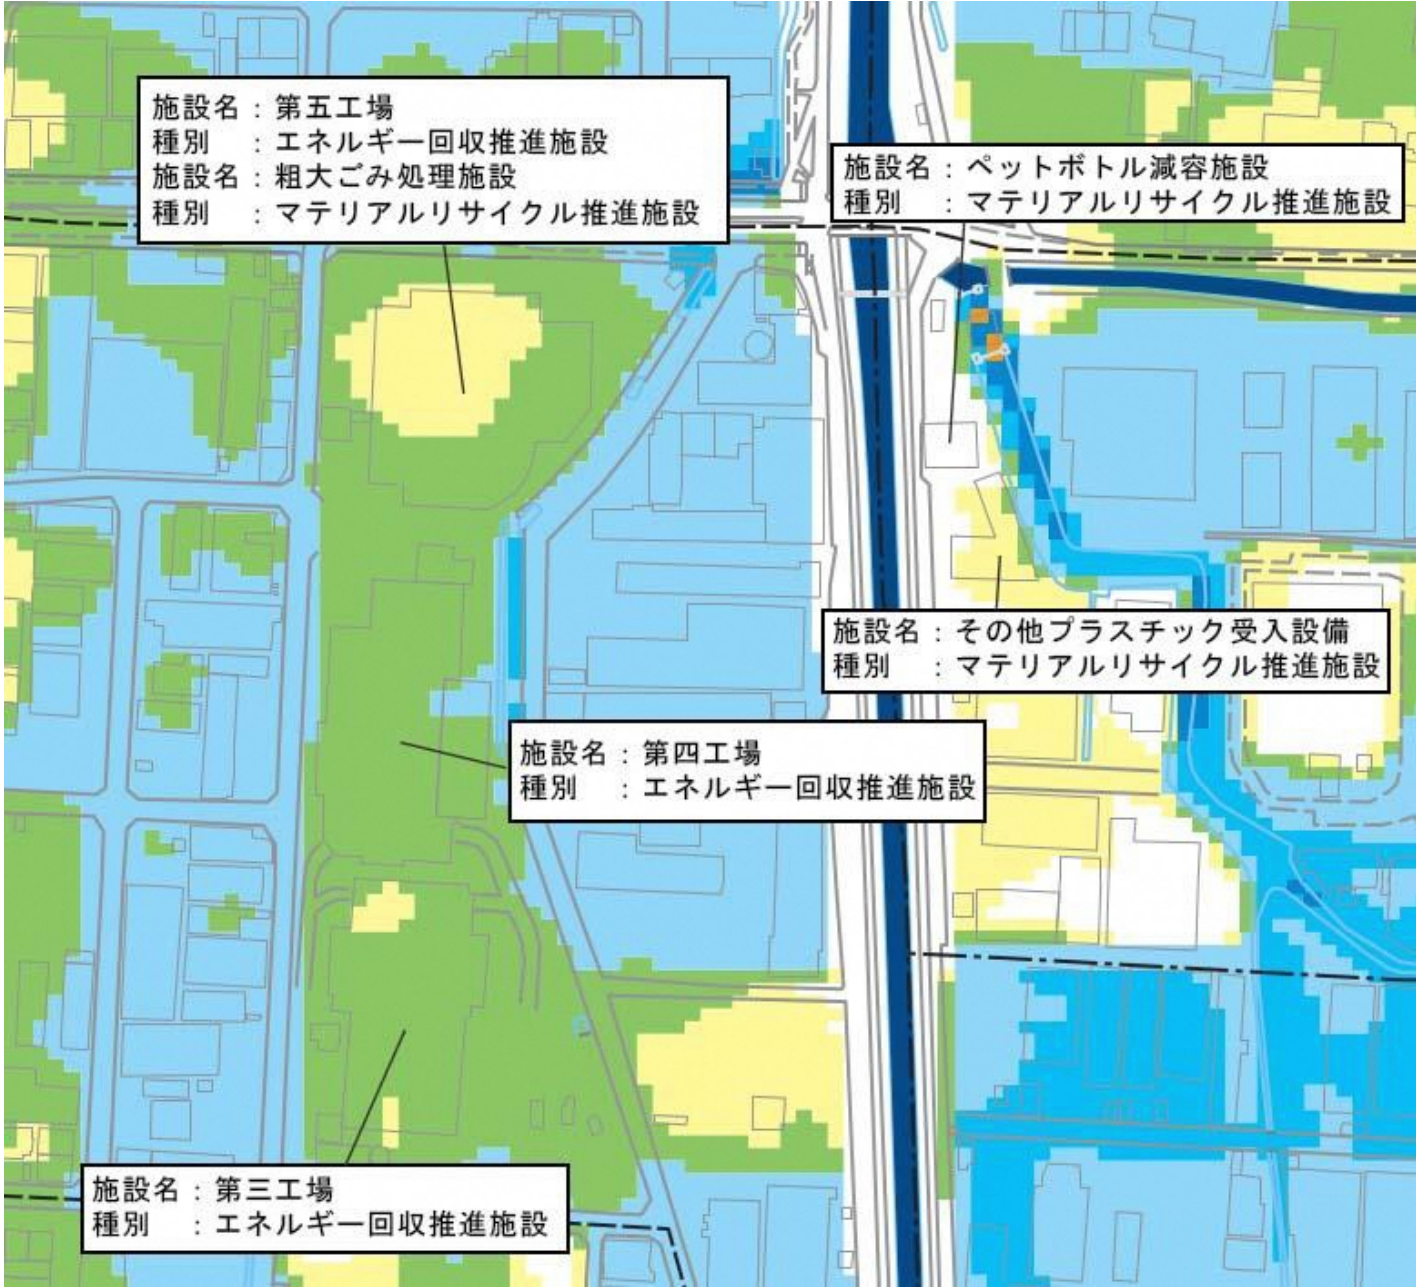 施設名：第五工場
種別　：エネルギー回収推進施設
施設名：粗大ごみ処理施設
種別　：マテリアルリサイクル推進施設
施設名：ペットボトル減容施設
種別　：マテリアルリサイクル推進施設
施設名：その他プラスチック受入設備
種別　：マテリアルリサイクル推進施設
施設名：第四工場
種別　：エネルギー回収推進施設
施設名：第三工場
種別　：エネルギー回収推進施設